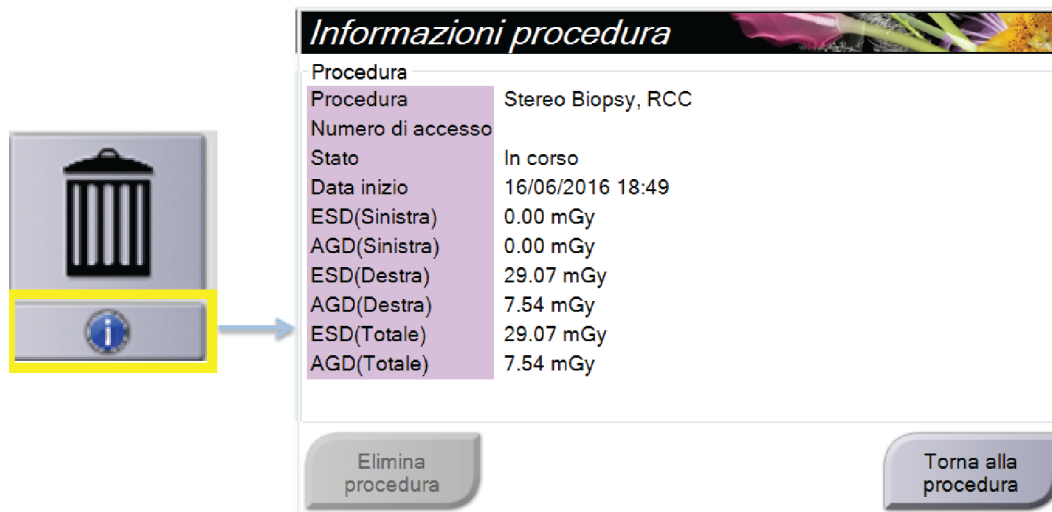 Informazioni procedura
Procedura
Procedura Stereo Biopsy, RCC
Numero di accesso
Stato In corso
Data inizio 16/06/2016 18:49
ESD(Sinistra) 0.00 mGy
AGD(Sinistra) 0.00 mGy
ESD(Destra) 29.07 mGy
AGD(Destra) 7.54 mGy
ESD(Totale) 29.07 mGy
AGD(Totale) 7.54 mGy
Elimina
procedura
Torna alla
procedura